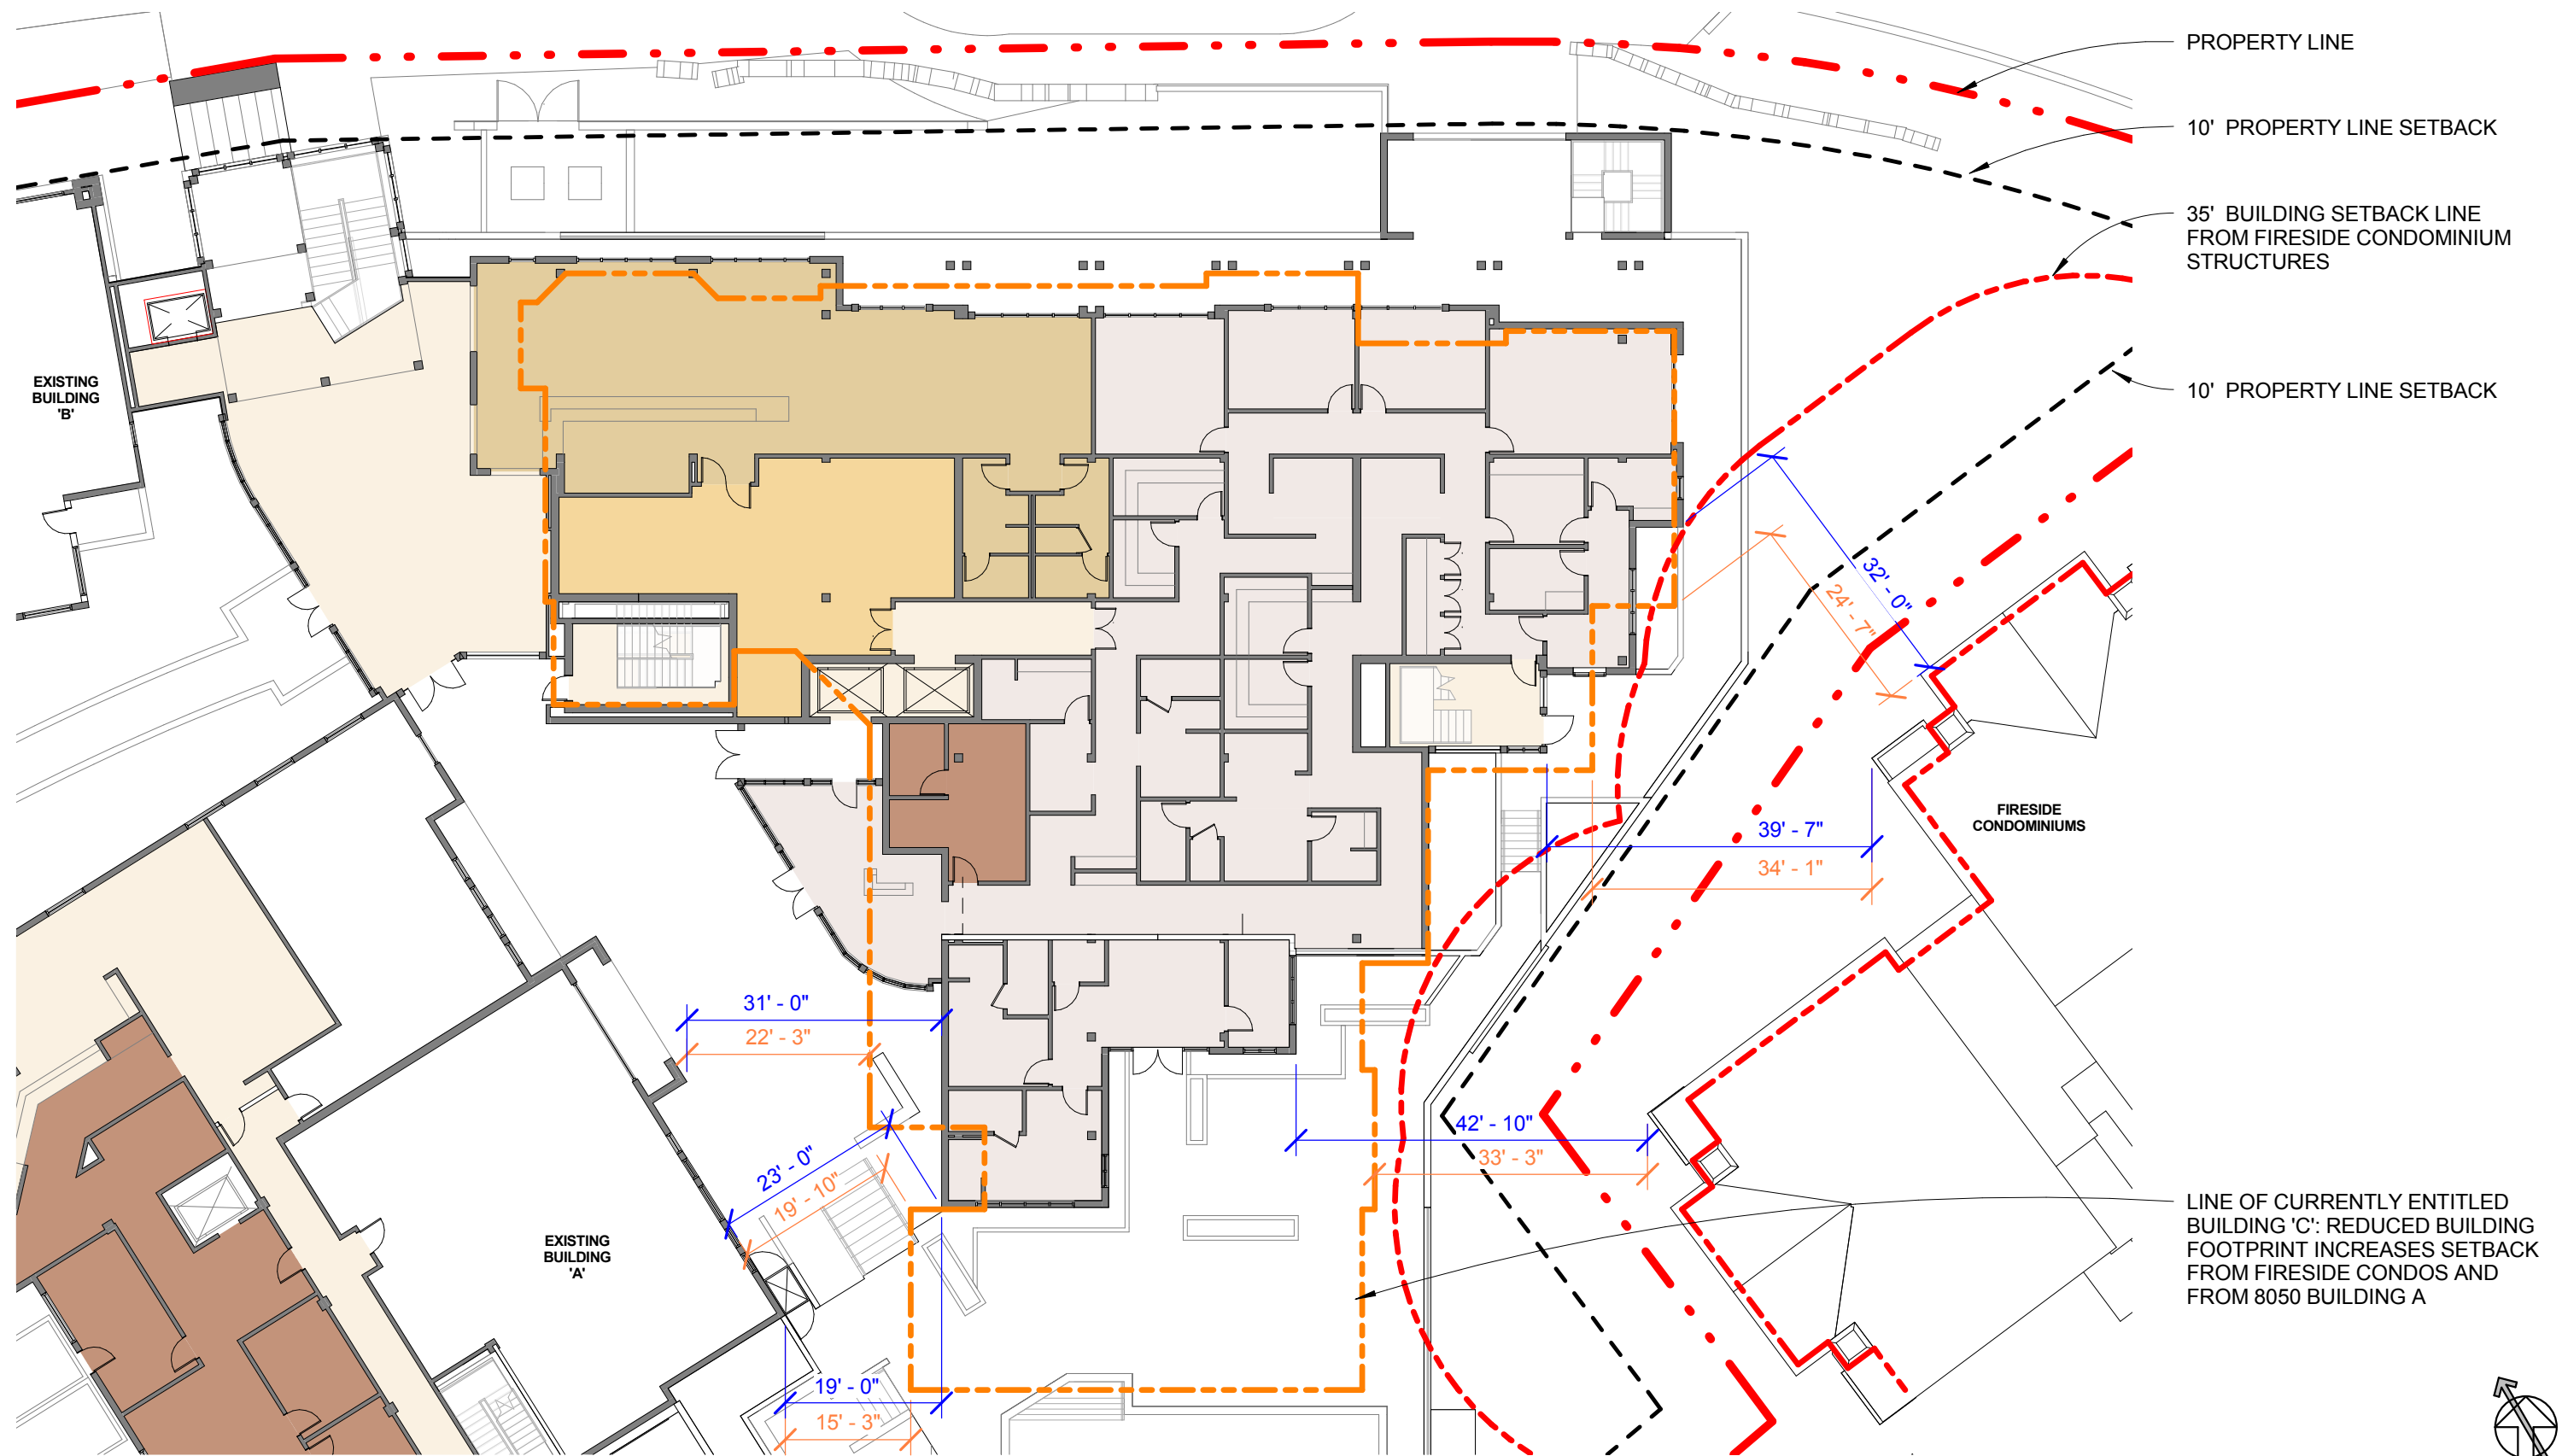 PROPERTY LINE
10' PROPERTY LINE SETBACK
35' BUILDING SETBACK LINE
FROM FIRESIDE CONDOMINIUM
STRUCTURES
10' PROPERTY LINE SETBACK
EXISTING
BUILDING
'B'
32' - 0"
24' - 7"
FIRESIDE
CONDOMINIUMS
39' - 7"
34' - 1"
31' - 0"
22' - 3"
42' - 10"
33' - 3"
23' - 0"
19' - 10"
LINE OF CURRENTLY ENTITLED
BUILDING 'C': REDUCED BUILDING
FOOTPRINT INCREASES SETBACK
FROM FIRESIDE CONDOS AND
FROM 8050 BUILDING A
EXISTING
BUILDING
'A'
19' - 0"
15' - 3"